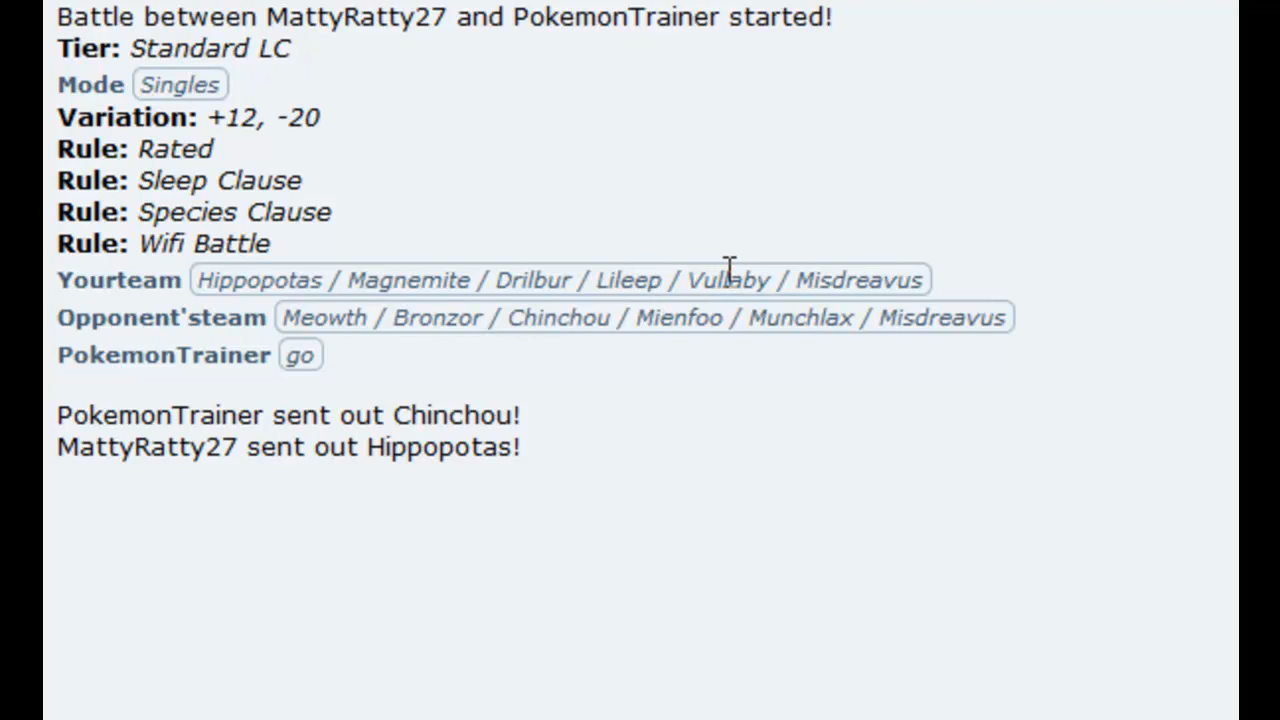 Battle between MattyRatty27 and PokemonTrainer started!
Tier: Standard LC
Mode Singles
Variation: +12, -20
Rule: Rated
Rule: Sleep Clause
Rule: Species Clause
Rule: Wifi Battle
Yourteam Hippopotas / Magnemite / Drilbur / Lileep / Vullaby / Misdreavus
Opponent'steam Meowth / Bronzor / Chinchou / Mienfoo / Munchlax / Misdreavus
PokemonTrainer go
PokemonTrainer sent out Chinchou!
MattyRatty27 sent out Hippopotas!